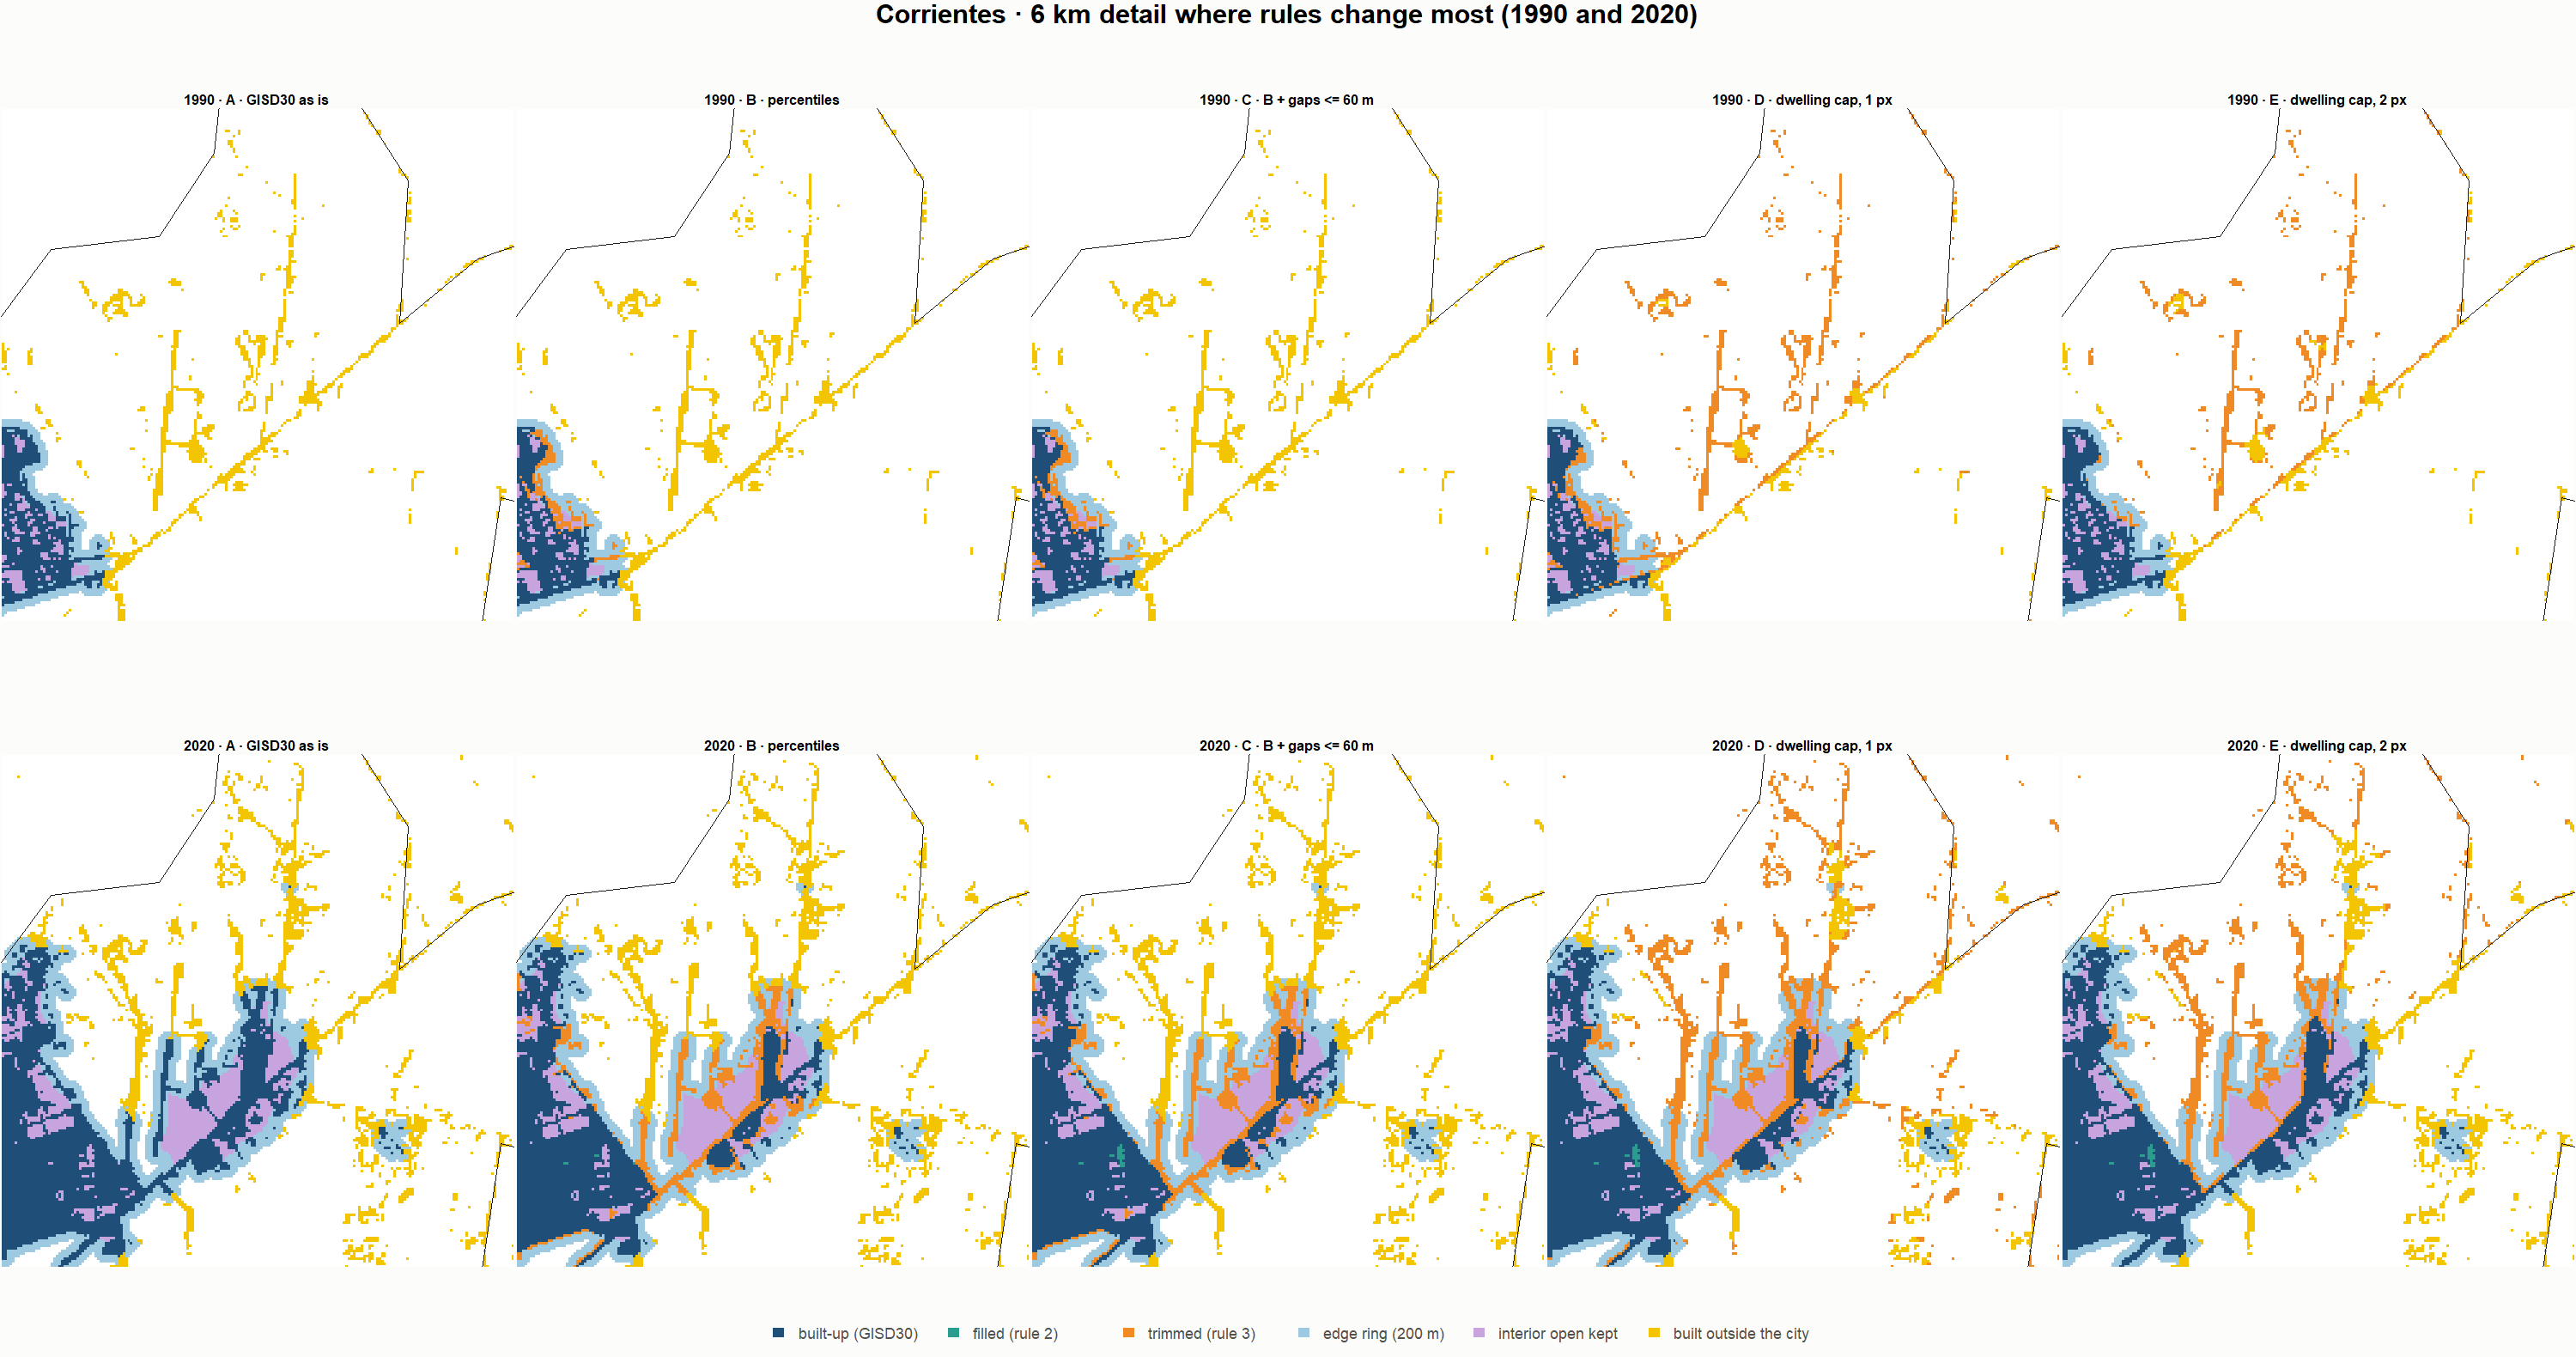 Corrientes · 6 km detail where rules change most (1990 and 2020)
1990 · A · GISD30 as is
1990 · B · percentiles
1990 · C · B + gaps <= 60 m
1990 · D · dwelling cap, 1 px
1990 · E · dwelling cap, 2 px
2020 · A · GISD30 as is
2020 · B · percentiles
2020 · C · B + gaps <= 60 m
2020 · D · dwelling cap, 1 px
2020 · E · dwelling cap, 2 px
built-up (GISD30)
filled (rule 2)
trimmed (rule 3)
edge ring (200 m)
interior open kept
built outside the city